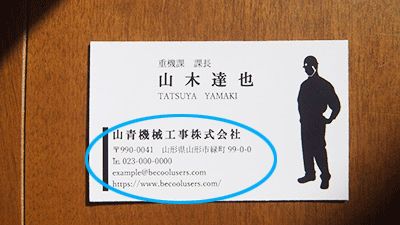 重機課　課長
山木達也
TATSUYA YAMAKI
山青機械工事株式会社
〒990-0041　山形県山形市緑町 99-0-0
℡ 023-000-0000
example@becoolusers.com
https://www.becoolusers.com/